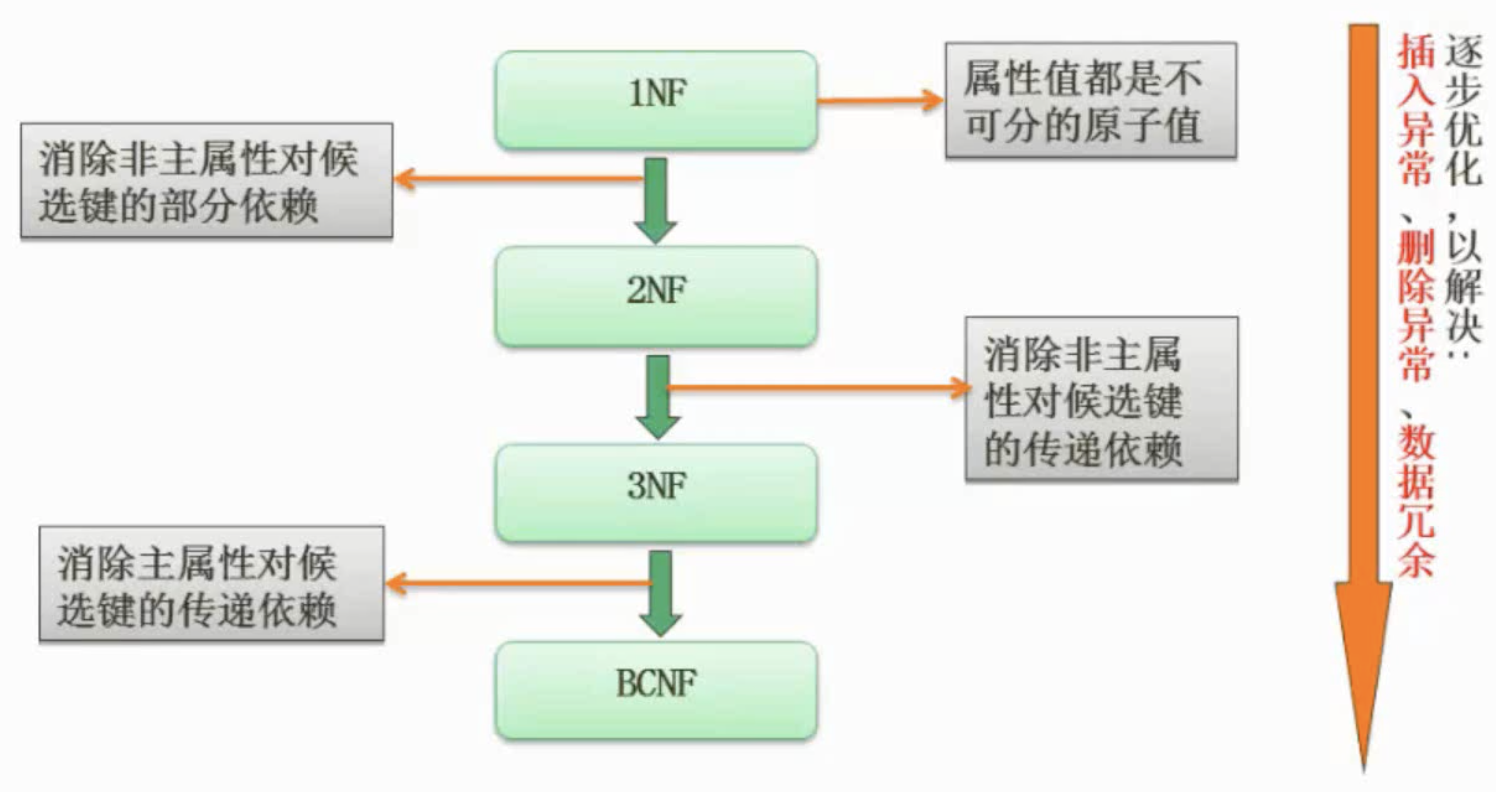 1NF
属性值都是不
可分的原子值
消除非主属性对候
选键的部分依赖
2NF
消除非主属
性对候选键
的传递依赖
3NF
消除主属性对候
选键的传递依赖
BCNF
逐步优化，以解决：
插入异常、删除异常、数据冗余